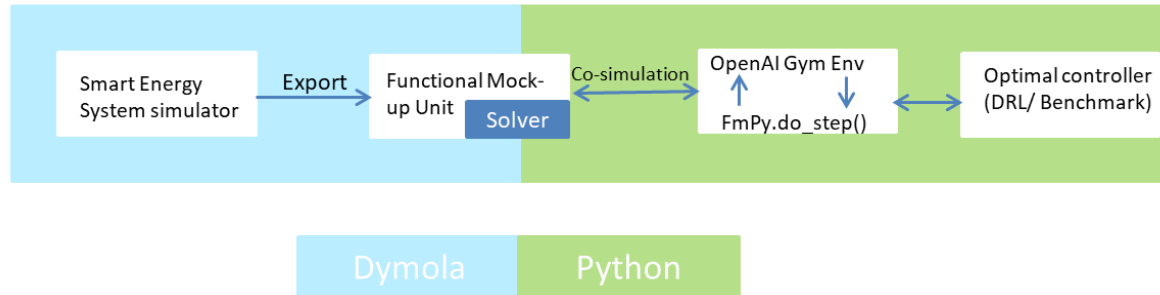 Smart Energy
System simulator
Export
Functional Mock-
up Unit
Solver
Co-simulation
OpenAI Gym Env
FmPy.do_step()
Optimal controller
(DRL/ Benchmark)
Dymola
Python